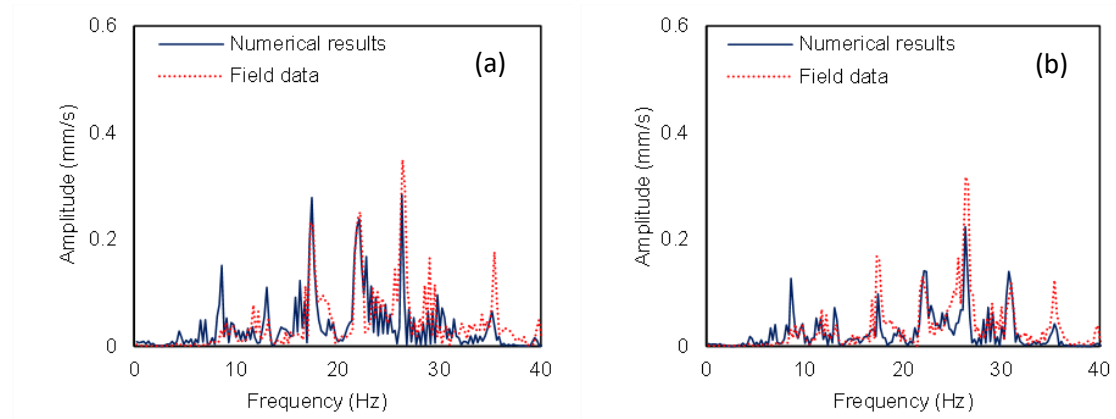 0.6
Numerical results
(a)
Field data
0.4
Amplitude (mm/s)
0.2
0
0 10 20 30 40
Frequency (Hz)
0.6
Numerical results
(b)
Field data
0.4
Amplitude (mm/s)
0.2
0
0 10 20 30 40
Frequency (Hz)